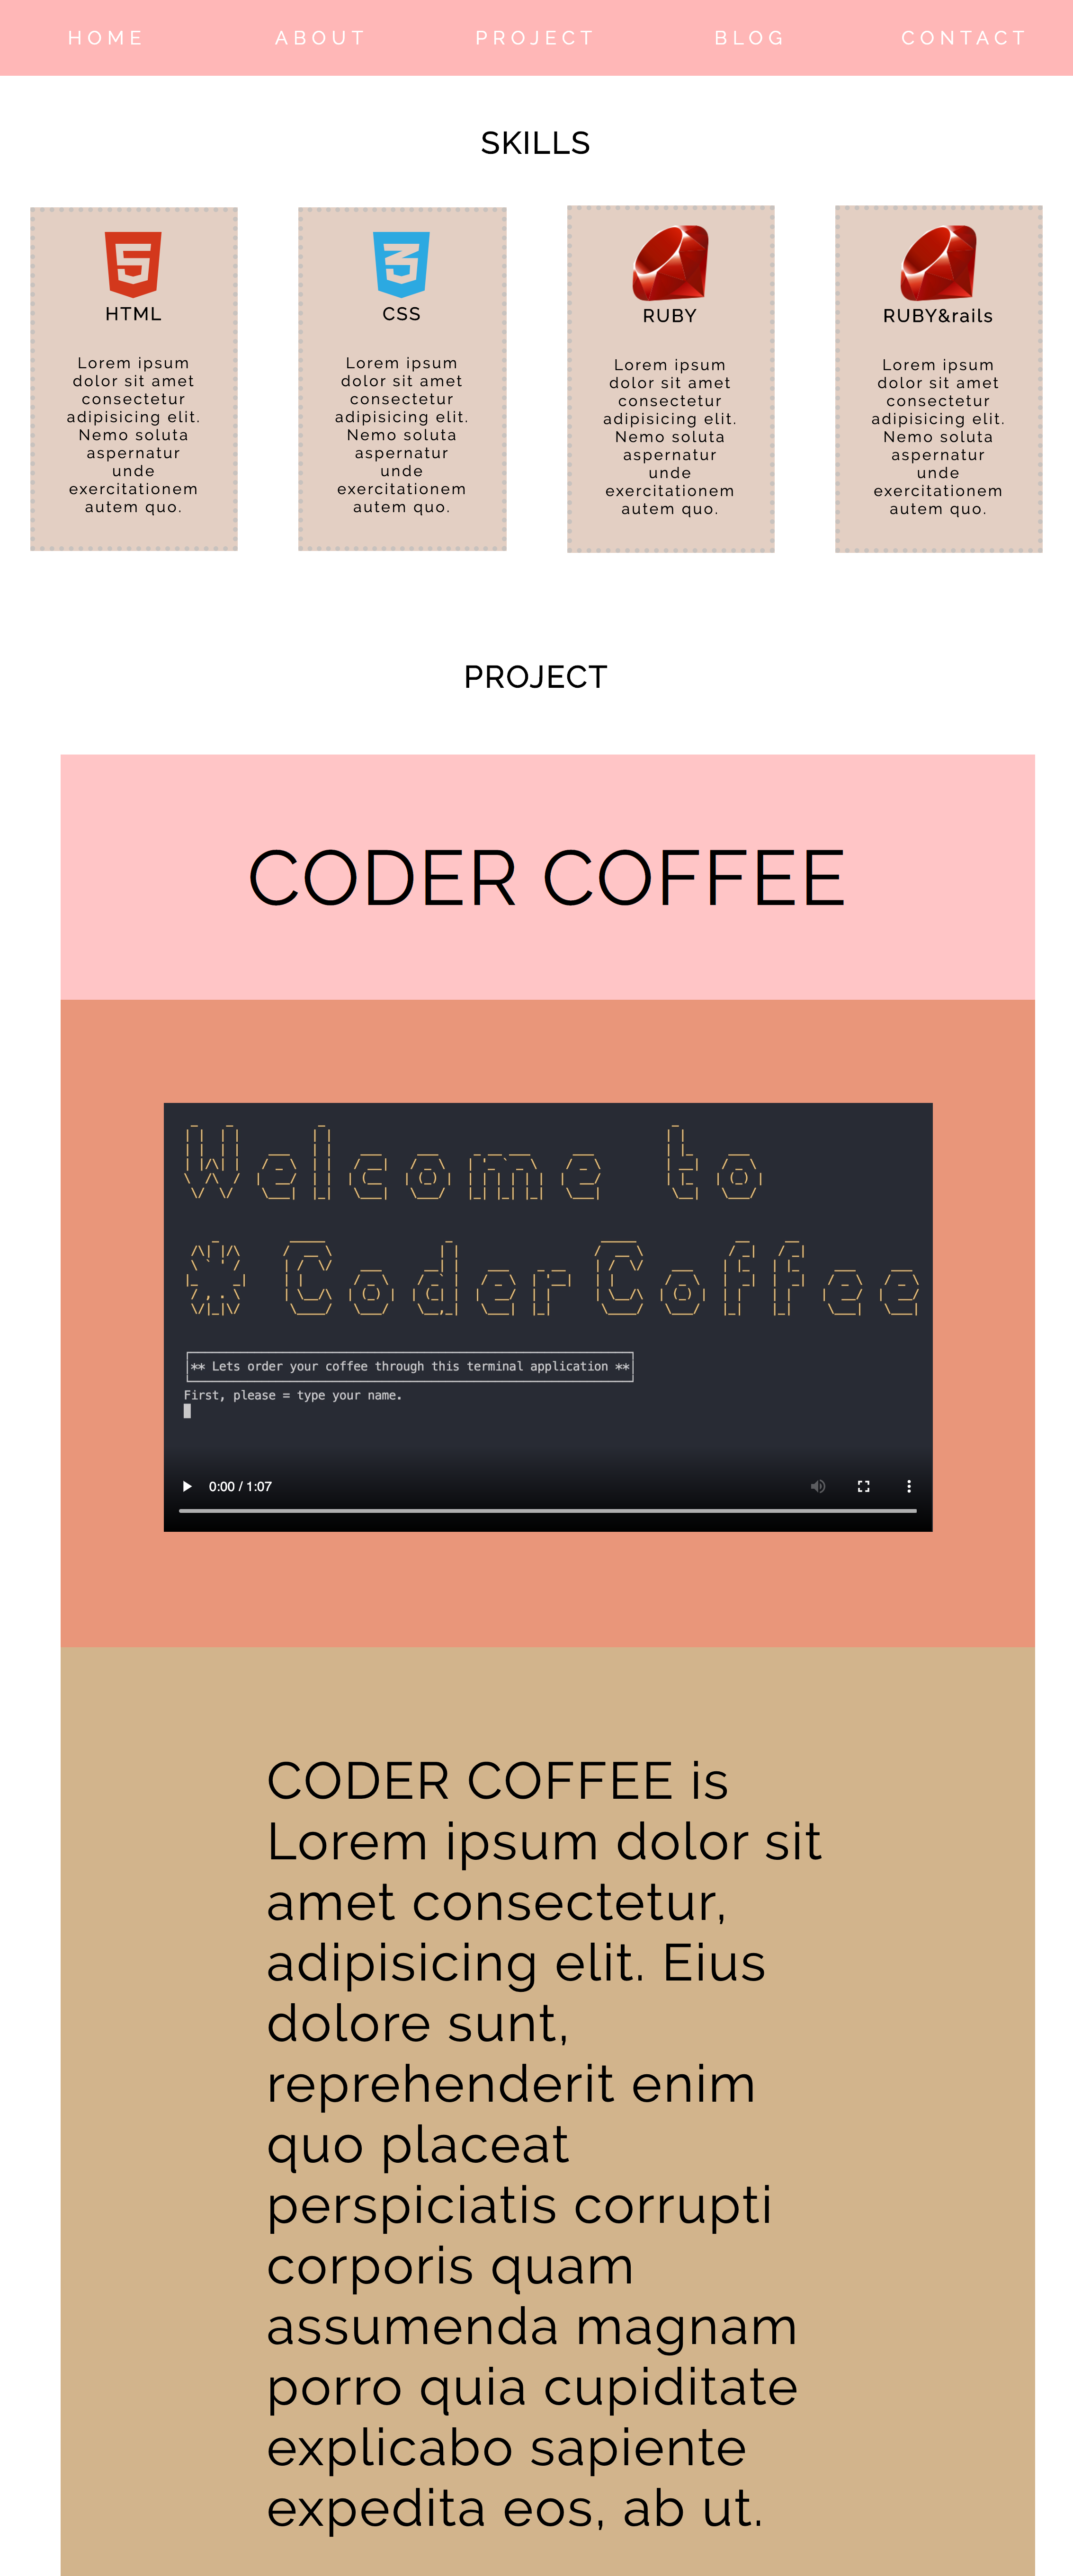 HOME ABOUT PROJECT BLOG CONTACT
SKILLS
HTML
Lorem ipsum
dolor sit amet
consectetur
adipisicing elit.
Nemo soluta
aspernatur
unde
exercitationem
autem quo.
CSS
Lorem ipsum
dolor sit amet
consectetur
adipisicing elit.
Nemo soluta
aspernatur
unde
exercitationem
autem quo.
RUBY
Lorem ipsum
dolor sit amet
consectetur
adipisicing elit.
Nemo soluta
aspernatur
unde
exercitationem
autem quo.
RUBY&rails
Lorem ipsum
dolor sit amet
consectetur
adipisicing elit.
Nemo soluta
aspernatur
unde
exercitationem
autem quo.
PROJECT
CODER COFFEE
Welcome to
* Coder Coffee
** Lets order your coffee through this terminal application **
First, please = type your name.
0:00 / 1:07
CODER COFFEE is
Lorem ipsum dolor sit
amet consectetur,
adipisicing elit. Eius
dolore sunt,
reprehenderit enim
quo placeat
perspiciatis corrupti
corporis quam
assumenda magnam
porro quia cupiditate
explicabo sapiente
expedita eos, ab ut.